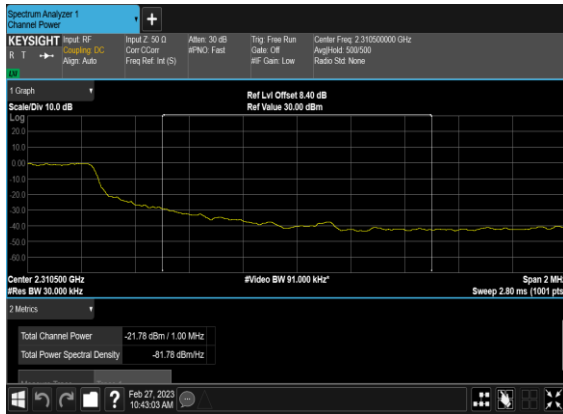 Spectrum Analyzer 1
Channel Power
KEYSIGHT
R T
Input: RF
Coupling: DC
Align: Auto
Input Z: 50 Ω
Corr CCorr
Freq Ref: Int (S)
Atten: 30 dB
#PNO: Fast
Trig: Free Run
Gate: Off
#IF Gain: Low
Center Freq: 2.310500000 GHz
Avg|Hold: 500/500
Radio Std: None
1 Graph
Scale/Div 10.0 dB
Ref Lvl Offset 8.40 dB
Ref Value 30.00 dBm
Log
20.0
10.0
0.00
-10.0
-20.0
-30.0
-40.0
-50.0
-60.0
Center 2.310500 GHz
#Res BW 30.000 kHz
#Video BW 91.000 kHz*
Span 2 MHz
Sweep 2.80 ms (1001 pts
2 Metrics
Total Channel Power -21.78 dBm / 1.00 MHz
Total Power Spectral Density -81.78 dBm/Hz
Feb 27, 2023
10:43:03 AM